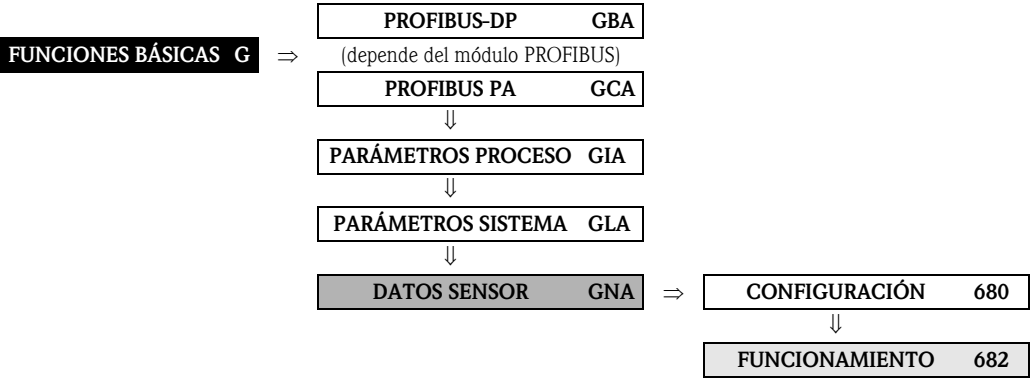 PROFIBUS-DP GBA
FUNCIONES BÁSICAS G ⇒ (depende del módulo PROFIBUS)
PROFIBUS PA GCA
⇓
PARÁMETROS PROCESO GIA
⇓
PARÁMETROS SISTEMA GLA
⇓
DATOS SENSOR GNA ⇒ CONFIGURACIÓN 680
⇓
FUNCIONAMIENTO 682